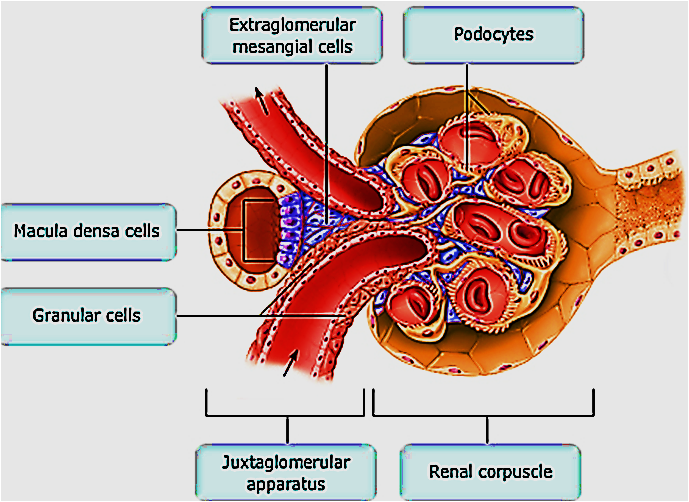 Extraglomerular
mesangial cells
Podocytes
Macula densa cells
Granular cells
Juxtaglomerular
apparatus
Renal corpuscle